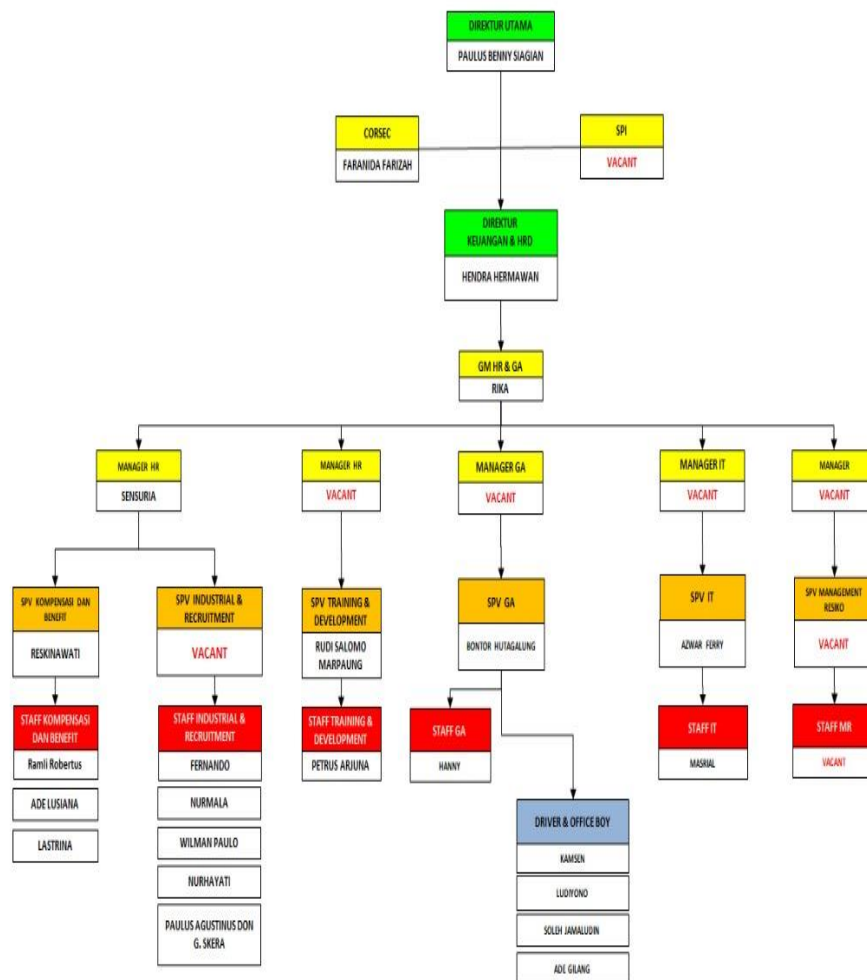 DIREKTUR UTAMA
PAULUS BENNY SIAGIAN
CORSEC
FARANIDA FARIZAH
SPI
VACANT
DIREKTUR
KEUANGAN & HRD
HENDRA HERMAWAN
GM HR & GA
RIKA
MANAGER HR
SENSURIA
MANAGER HR
VACANT
MANAGER GA
VACANT
MANAGER IT
VACANT
MANAGER
VACANT
SPV KOMPENSASI DAN
BENEFIT
RESKINAWATI
SPV INDUSTRIAL &
RECRUITMENT
VACANT
SPV TRAINING &
DEVELOPMENT
RUDI SALOMO
MARPAUNG
SPV GA
BONTOR HUTAGALUNG
SPV IT
AZWAR FERRY
SPV MANAGEMENT
RESIKO
VACANT
STAFF KOMPENSASI
DAN BENEFIT
Ramli Robertus
ADE LUSIANA
LASTRINA
STAFF INDUSTRIAL &
RECRUITMENT
FERNANDO
NURMALA
WILMAN PAULO
NURHAYATI
PAULUS AGUSTINUS DON
G. SKERA
STAFF TRAINING &
DEVELOPMENT
PETRUS ARJUNA
STAFF GA
HANNY
DRIVER & OFFICE BOY
KAMSEN
LUDIYONO
SOLEH JAMALUDIN
ADE GILANG
STAFF IT
MASRIAL
STAFF MR
VACANT